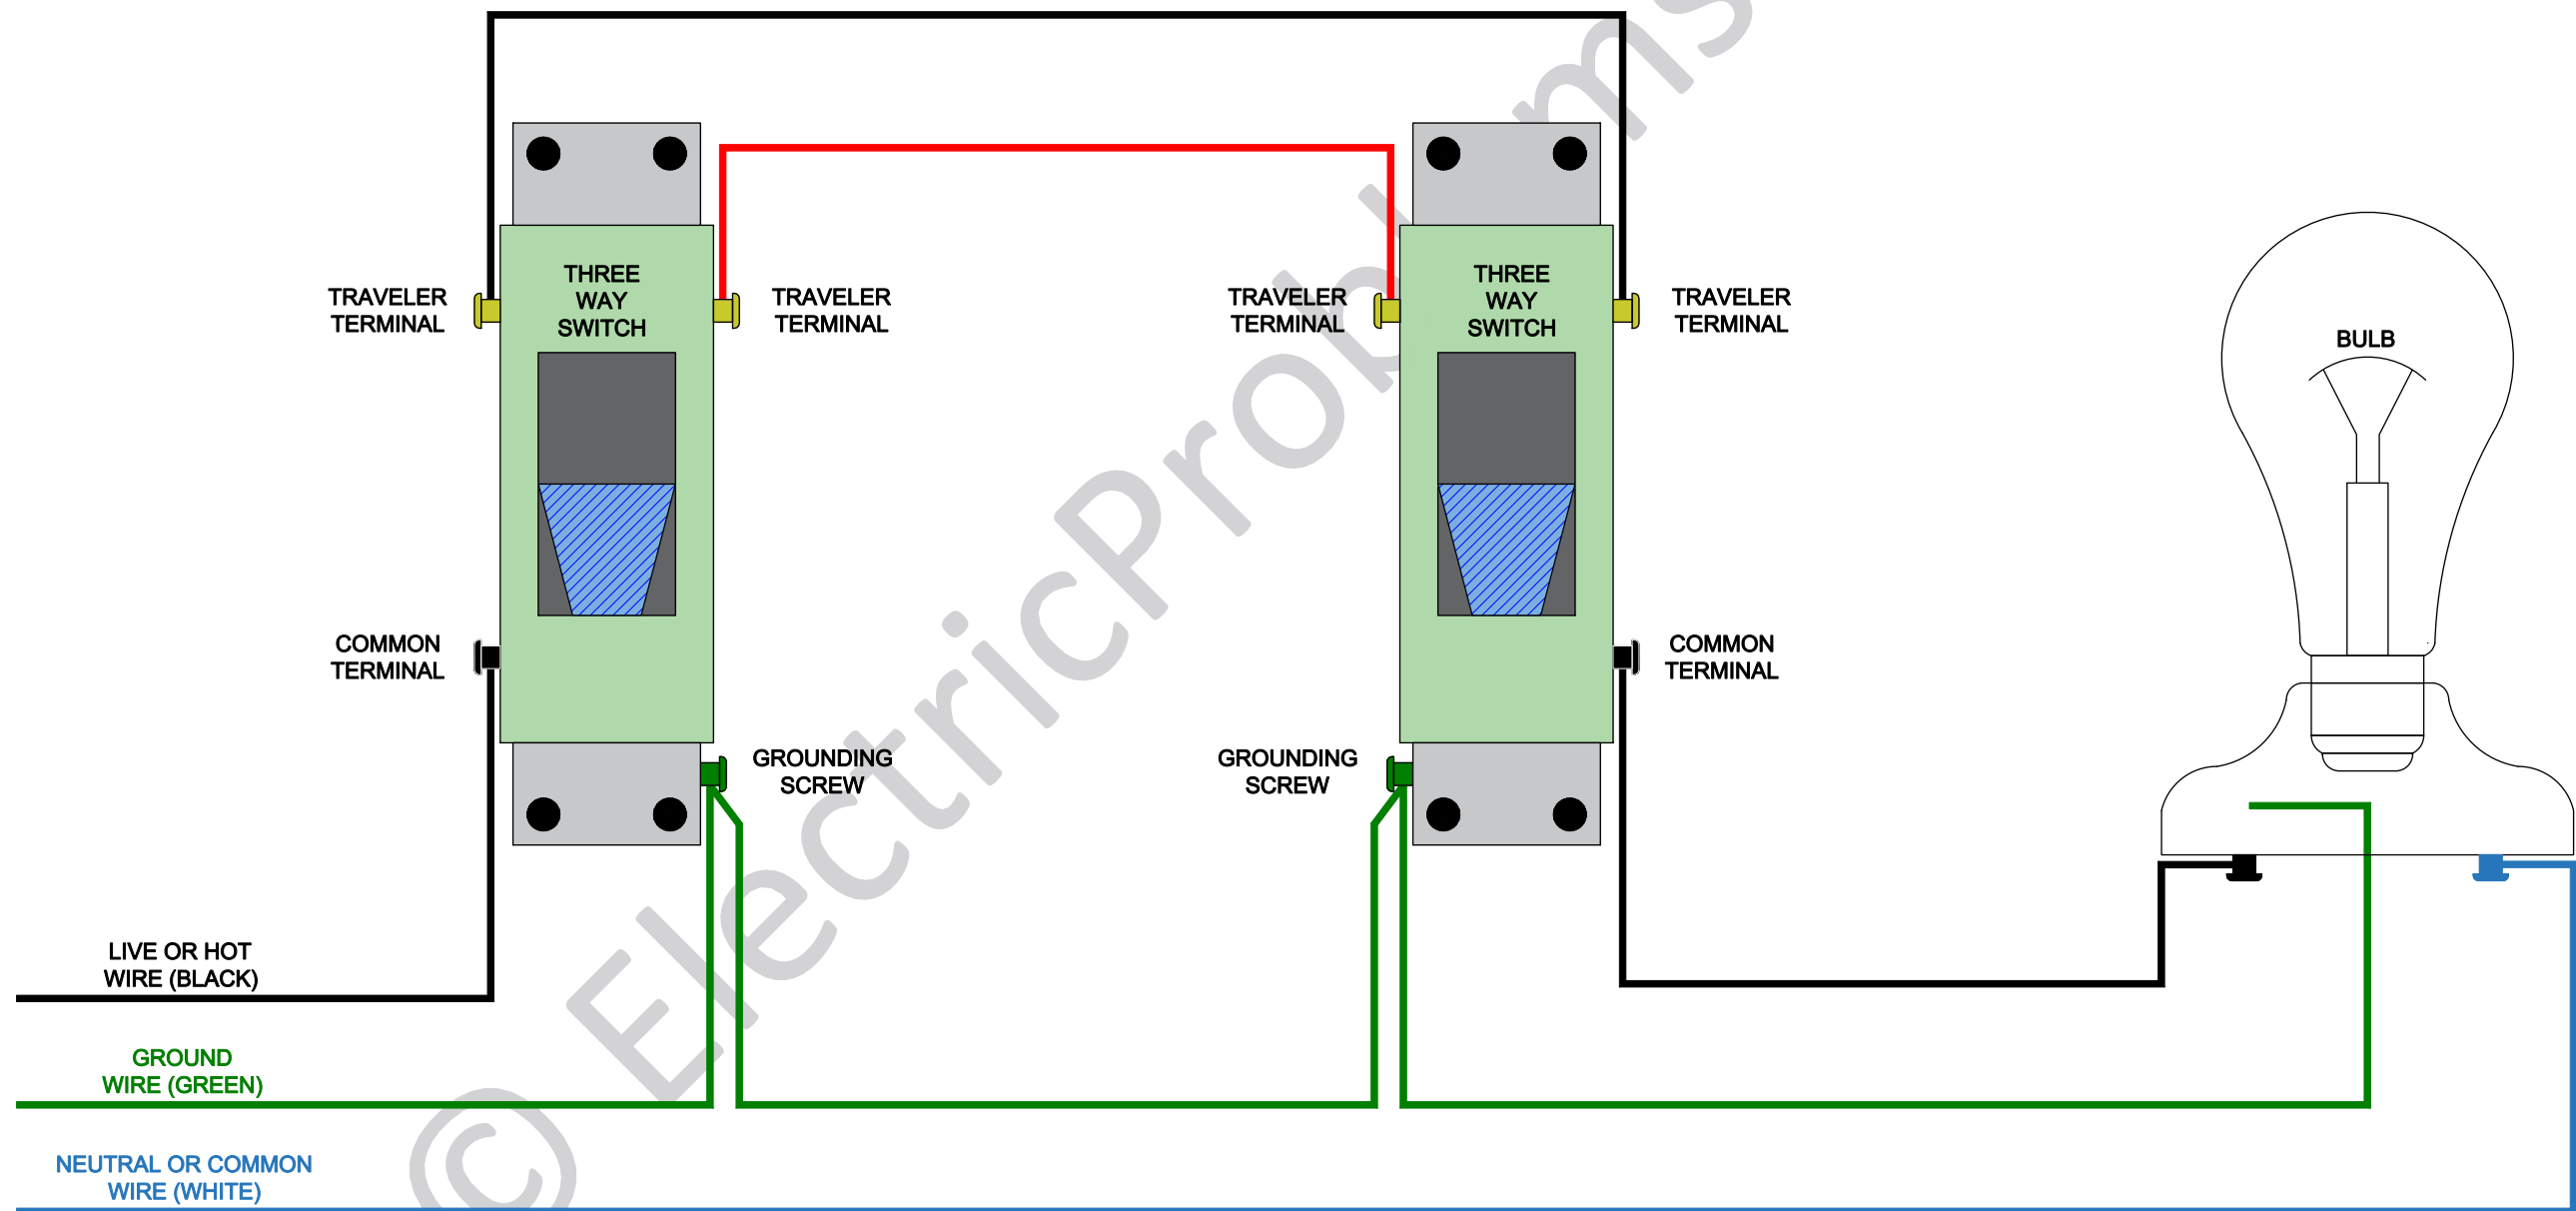 THREE
WAY
SWITCH
TRAVELER
TERMINAL
TRAVELER
TERMINAL
COMMON
TERMINAL
GROUNDING
SCREW
THREE
WAY
SWITCH
TRAVELER
TERMINAL
TRAVELER
TERMINAL
COMMON
TERMINAL
GROUNDING
SCREW
BULB
LIVE OR HOT
WIRE (BLACK)
GROUND
WIRE (GREEN)
NEUTRAL OR COMMON
WIRE (WHITE)
© ElectricProblems